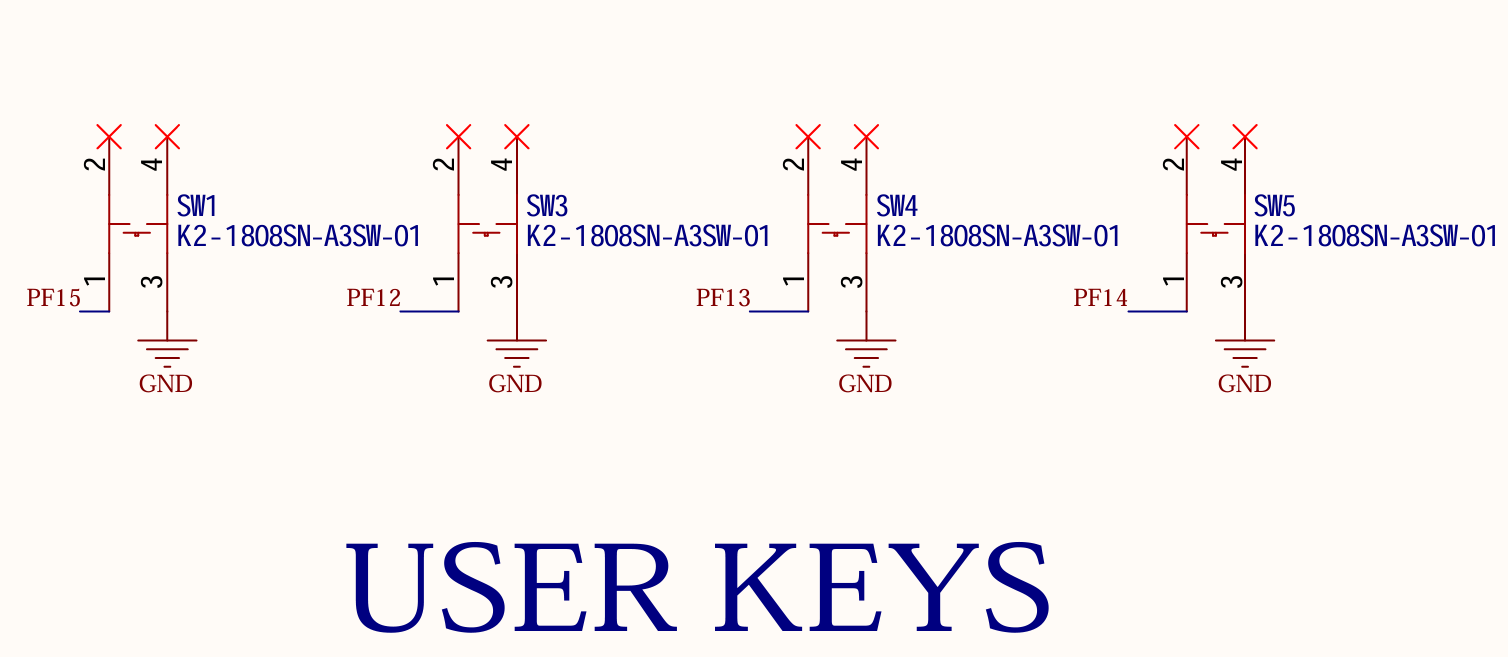 2 4 2 4 2 4 2 4
SW1 SW3 SW4 SW5
K2-1808SN-A3SW-01 K2-1808SN-A3SW-01 K2-1808SN-A3SW-01 K2-1808SN-A3SW-01
1 3 1 3 1 3 1 3
PF15 PF12 PF13 PF14
GND GND GND GND
USER KEYS